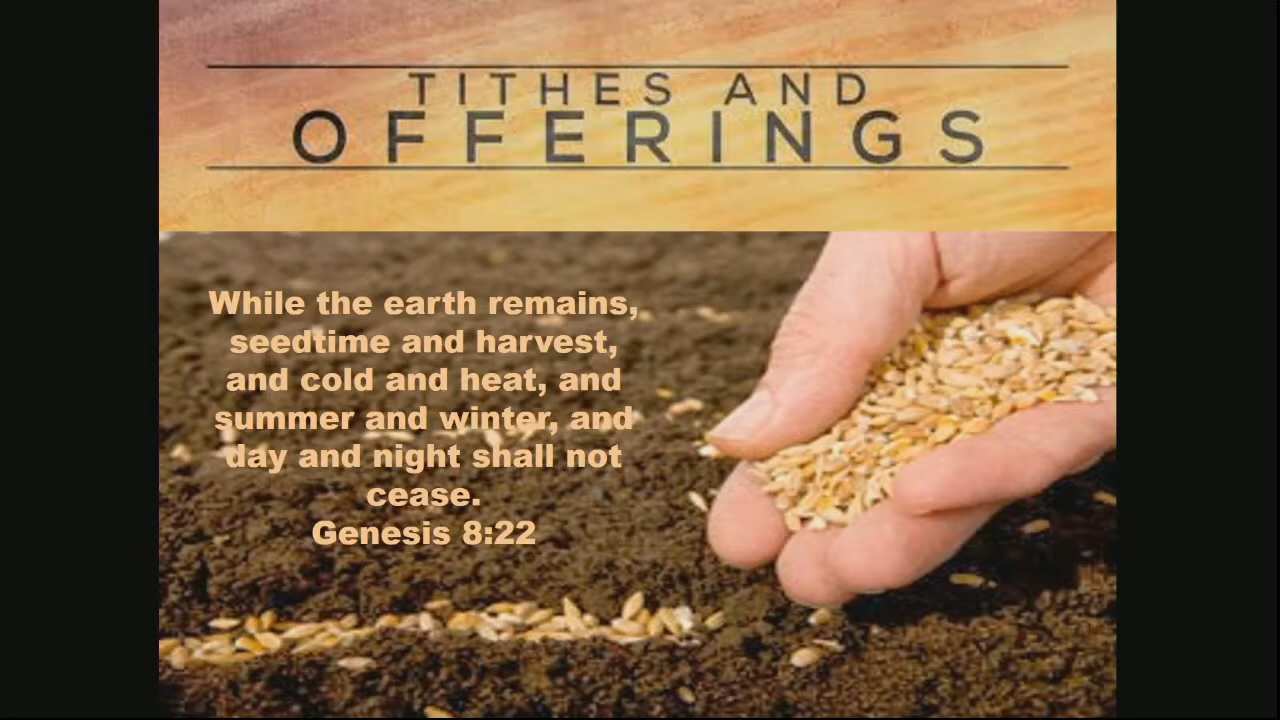 TITHES AND
OFFERINGS
While the earth remains,
seedtime and harvest,
and cold and heat, and
summer and winter, and
day and night shall not
cease.
Genesis 8:22